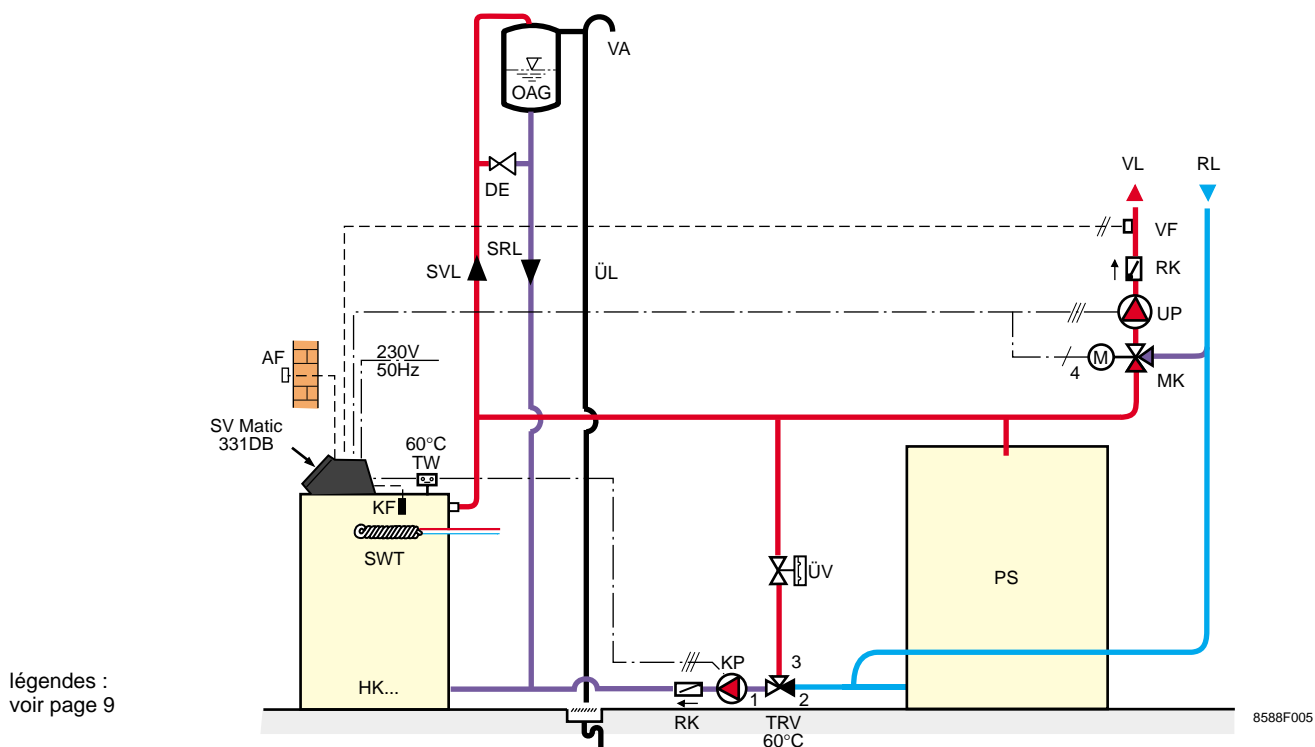 VA
OAG
DE
VL
RL
VF
SRL
SVL
ÜL
RK
UP
230V
50Hz
AF
M
4
MK
SV Matic
331DB
60°C
TW
KF
SWT
ÜV
PS
légendes :
voir page 9
HK...
KP
3
1
2
RK
TRV
60°C
8588F005